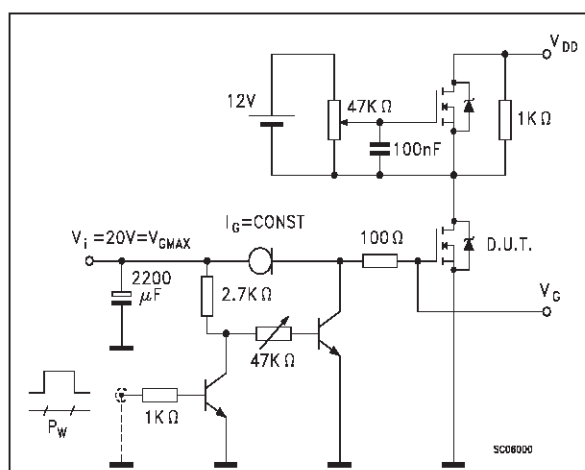 V_DD
12V
47KΩ
100nF
1KΩ
I_G=CONST
V_i =20V=V_GMAX
100Ω
D.U.T.
2200
μF
2.7KΩ
V_G
47KΩ
1KΩ
P_W
SC06000